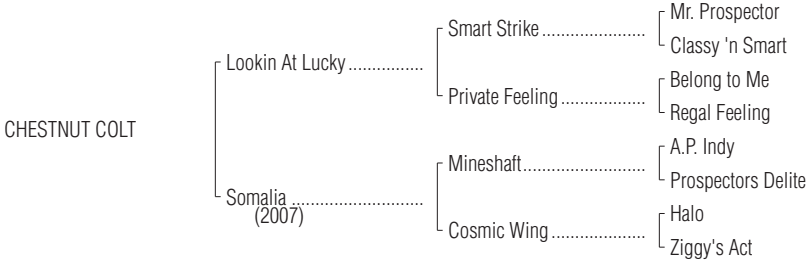 Mr. Prospector
Smart Strike ......................
Classy 'n Smart
Lookin At Lucky ................
Belong to Me
Private Feeling ..................
Regal Feeling
CHESTNUT COLT
A.P. Indy
Mineshaft ..........................
Prospectors Delite
Somalia ............................
(2007)
Halo
Cosmic Wing ....................
Ziggy's Act